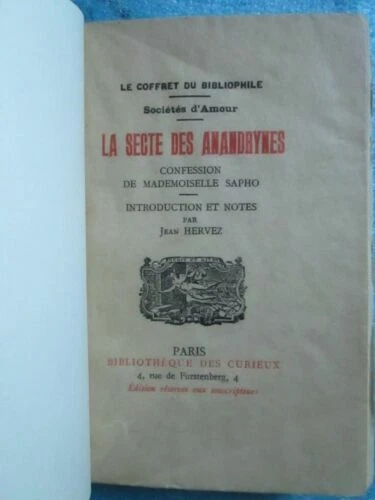 LE COFFRET DU BIBLIOPHILE
Sociétés d'Amour
LA SECTE DES ANANDRYNES
CONFESSION
DE MADEMOISELLE SAPHO
INTRODUCTION ET NOTES
PAR
JEAN HERVEZ
PARIS
BIBLIOTHÈQUE DES CURIEUX
4, rue de Furstenberg, 4
Édition réservée aux souscripteurs